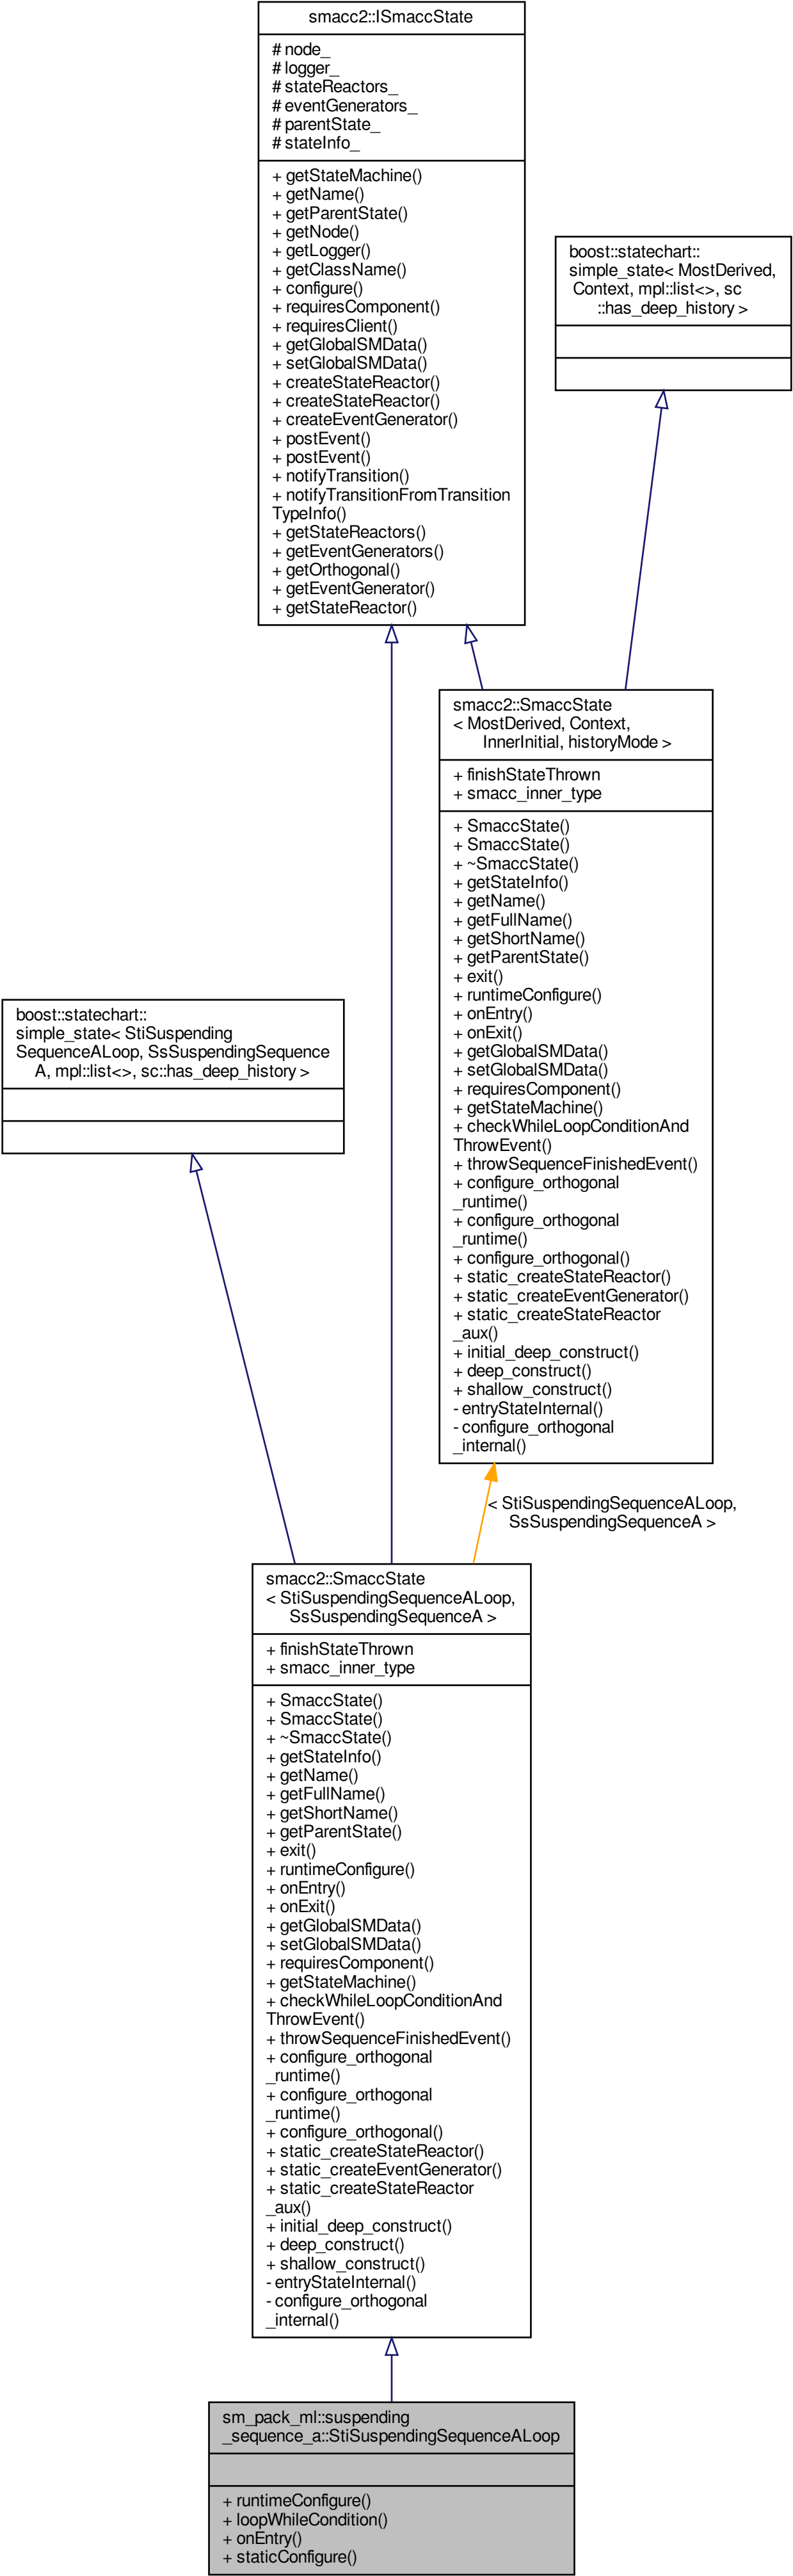 smacc2::ISmaccState
# node_
# logger_
# stateReactors_
# eventGenerators_
# parentState_
# stateInfo_
+ getStateMachine()
+ getName()
+ getParentState()
+ getNode()
+ getLogger()
+ getClassName()
+ configure()
+ requiresComponent()
+ requiresClient()
+ getGlobalSMData()
+ setGlobalSMData()
+ createStateReactor()
+ createStateReactor()
+ createEventGenerator()
+ postEvent()
+ postEvent()
+ notifyTransition()
+ notifyTransitionFromTransition
TypeInfo()
+ getStateReactors()
+ getEventGenerators()
+ getOrthogonal()
+ getEventGenerator()
+ getStateReactor()
boost::statechart::
simple_state< MostDerived,
Context, mpl::list<>, sc
::has_deep_history >
smacc2::SmaccState
< MostDerived, Context,
InnerInitial, historyMode >
+ finishStateThrown
+ smacc_inner_type
+ SmaccState()
+ SmaccState()
+ ~SmaccState()
+ getStateInfo()
+ getName()
+ getFullName()
+ getShortName()
+ getParentState()
+ exit()
+ runtimeConfigure()
+ onEntry()
+ onExit()
+ getGlobalSMData()
+ setGlobalSMData()
+ requiresComponent()
+ getStateMachine()
+ checkWhileLoopConditionAnd
ThrowEvent()
+ throwSequenceFinishedEvent()
+ configure_orthogonal
_runtime()
+ configure_orthogonal
_runtime()
+ configure_orthogonal()
+ static_createStateReactor()
+ static_createEventGenerator()
+ static_createStateReactor
_aux()
+ initial_deep_construct()
+ deep_construct()
+ shallow_construct()
- entryStateInternal()
- configure_orthogonal
_internal()
boost::statechart::
simple_state< StiSuspending
SequenceALoop, SsSuspendingSequence
A, mpl::list<>, sc::has_deep_history >
< StiSuspendingSequenceALoop,
SsSuspendingSequenceA >
smacc2::SmaccState
< StiSuspendingSequenceALoop,
SsSuspendingSequenceA >
+ finishStateThrown
+ smacc_inner_type
+ SmaccState()
+ SmaccState()
+ ~SmaccState()
+ getStateInfo()
+ getName()
+ getFullName()
+ getShortName()
+ getParentState()
+ exit()
+ runtimeConfigure()
+ onEntry()
+ onExit()
+ getGlobalSMData()
+ setGlobalSMData()
+ requiresComponent()
+ getStateMachine()
+ checkWhileLoopConditionAnd
ThrowEvent()
+ throwSequenceFinishedEvent()
+ configure_orthogonal
_runtime()
+ configure_orthogonal
_runtime()
+ configure_orthogonal()
+ static_createStateReactor()
+ static_createEventGenerator()
+ static_createStateReactor
_aux()
+ initial_deep_construct()
+ deep_construct()
+ shallow_construct()
- entryStateInternal()
- configure_orthogonal
_internal()
sm_pack_ml::suspending
_sequence_a::StiSuspendingSequenceALoop
+ runtimeConfigure()
+ loopWhileCondition()
+ onEntry()
+ staticConfigure()